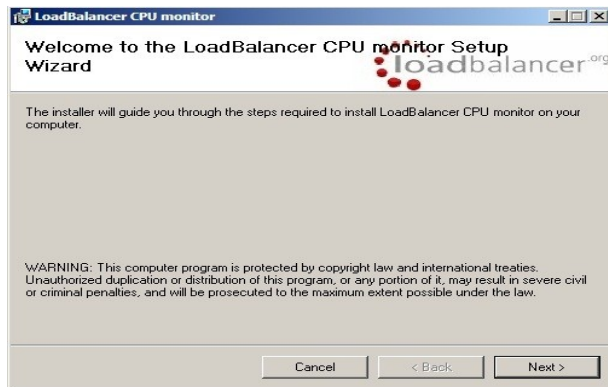 LoadBalancer CPU monitor
Welcome to the LoadBalancer CPU monitor Setup
Wizard
loadbalancer.org
The installer will guide you through the steps required to install LoadBalancer CPU monitor on your
computer.
WARNING: This computer program is protected by copyright law and international treaties.
Unauthorized duplication or distribution of this program, or any portion of it, may result in severe civil
or criminal penalties, and will be prosecuted to the maximum extent possible under the law.
Cancel
< Back
Next >